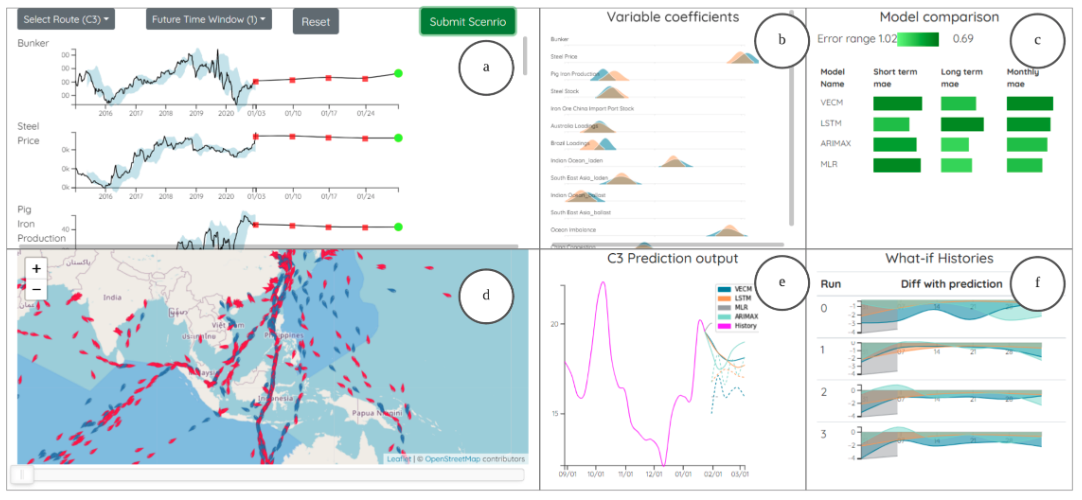 Select Route (C3)
Future Time Window (1)
Reset
Submit Scenrio
Bunker
00
00
00
00
2016 2017 2018 2019 2020 01/03 01/10 01/17 01/24
a
Steel
Price
0k
0k
0k
2016 2017 2018 2019 2020 01/03 01/10 01/17 01/24
Pig
Iron
Production
40
Variable coefficients
b
Bunker
Steel Price
Pig Iron Production
Steel Stock
Iron Ore China Import Port Stock
Australia Loadings
Brazil Loadings
Indian Ocean_laden
South East Asia_laden
Indian Ocean_ballast
South East Asia_ballast
Ocean Imbalance
Model comparison
c
Error range 1.02 0.69
Model
Name
Short term
mae
Long term
mae
Monthly
mae
VECM
LSTM
ARIMAX
MLR
+
−
d
پاکستان
India
Việt Nam
Philippines
Malaysia
Indonesia
Papua Niugini
Leaflet | © OpenStreetMap contributors
C3 Prediction output
e
VECM
LSTM
MLR
ARIMAX
History
20
15
09/01 10/01 11/01 12/01 01/01 02/01 03/01
What-if Histories
f
Run Diff with prediction
0
1
2
3